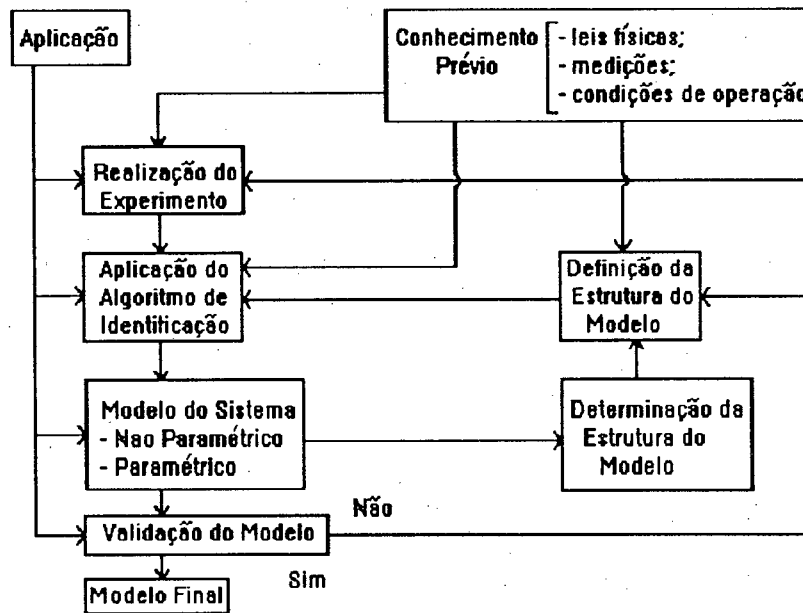 Aplicação
Conhecimento
Prévio
- leis físicas;
- medições;
- condições de operação
Realização do
Experimento
Aplicação do
Algoritmo de
Identificação
Definição da
Estrutura do
Modelo
Modelo do Sistema
- Nao Paramétrico
- Paramétrico
Determinação da
Estrutura do
Modelo
Não
Validação do Modelo
Sim
Modelo Final